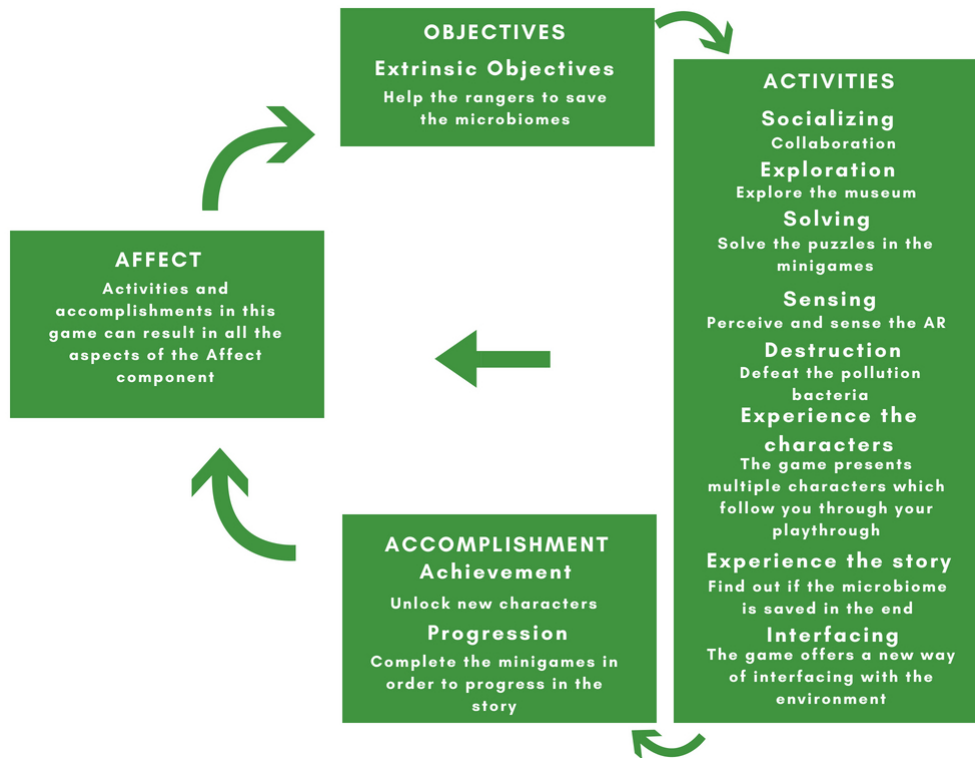 OBJECTIVES
Extrinsic Objectives
Help the rangers to save
the microbiomes
ACTIVITIES
Socializing
Collaboration
Exploration
Explore the museum
Solving
Solve the puzzles in the
minigames
Sensing
Perceive and sense the AR
Destruction
Defeat the pollution
bacteria
Experience the
characters
The game presents
multiple characters which
follow you through your
playthrough
Experience the story
Find out if the microbiome
is saved in the end
Interfacing
The game offers a new way
of interfacing with the
environment
ACCOMPLISHMENT
Achievement
Unlock new characters
Progression
Complete the minigames in
order to progress in the
story
AFFECT
Activities and
accomplishments in this
game can result in all the
aspects of the Affect
component